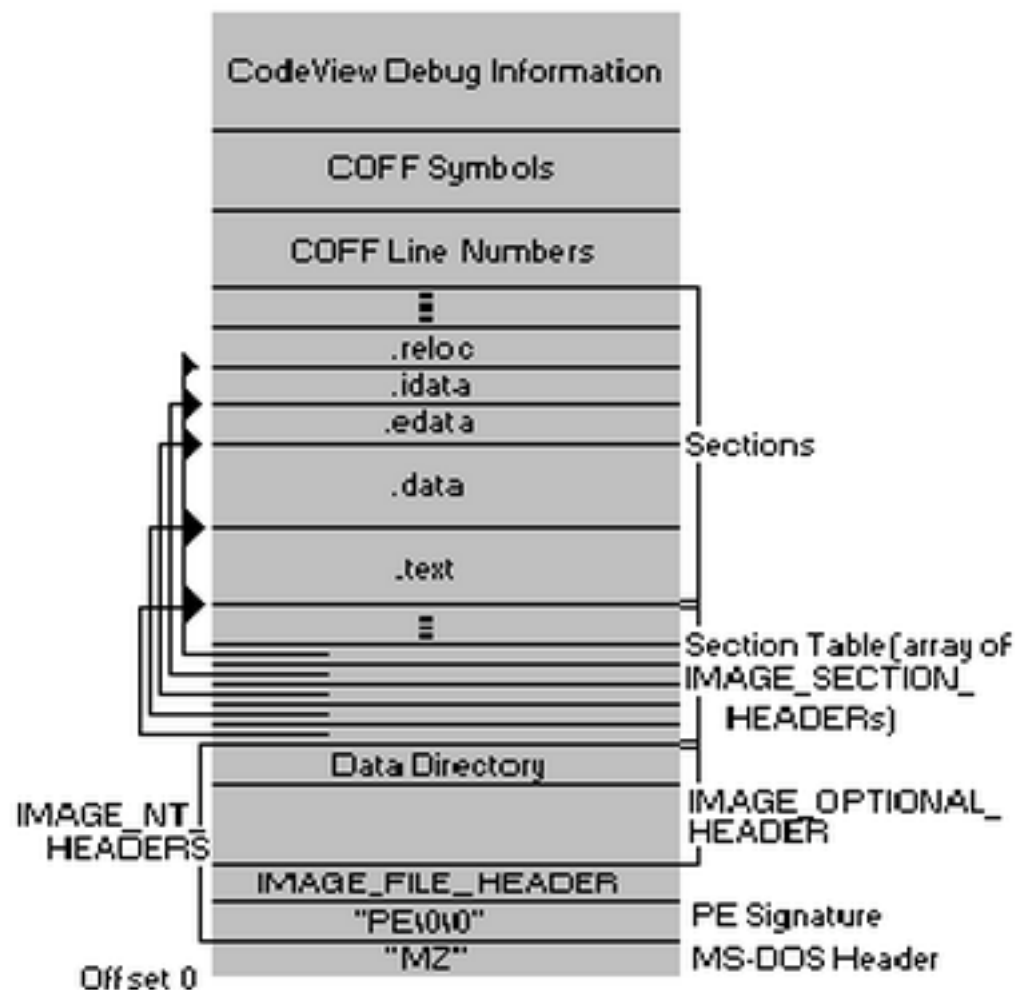 CodeView Debug Information
COFF Symbols
COFF Line Numbers
.reloc
.idata
.edata
Sections
.data
.text
Section Table(array of
IMAGE_SECTION_
HEADERs)
Data Directory
IMAGE_NT_
HEADERS
IMAGE_OPTIONAL_
HEADER
IMAGE_FILE_HEADER
"PE\0\0"
PE Signature
"MZ"
MS-DOS Header
Offset 0